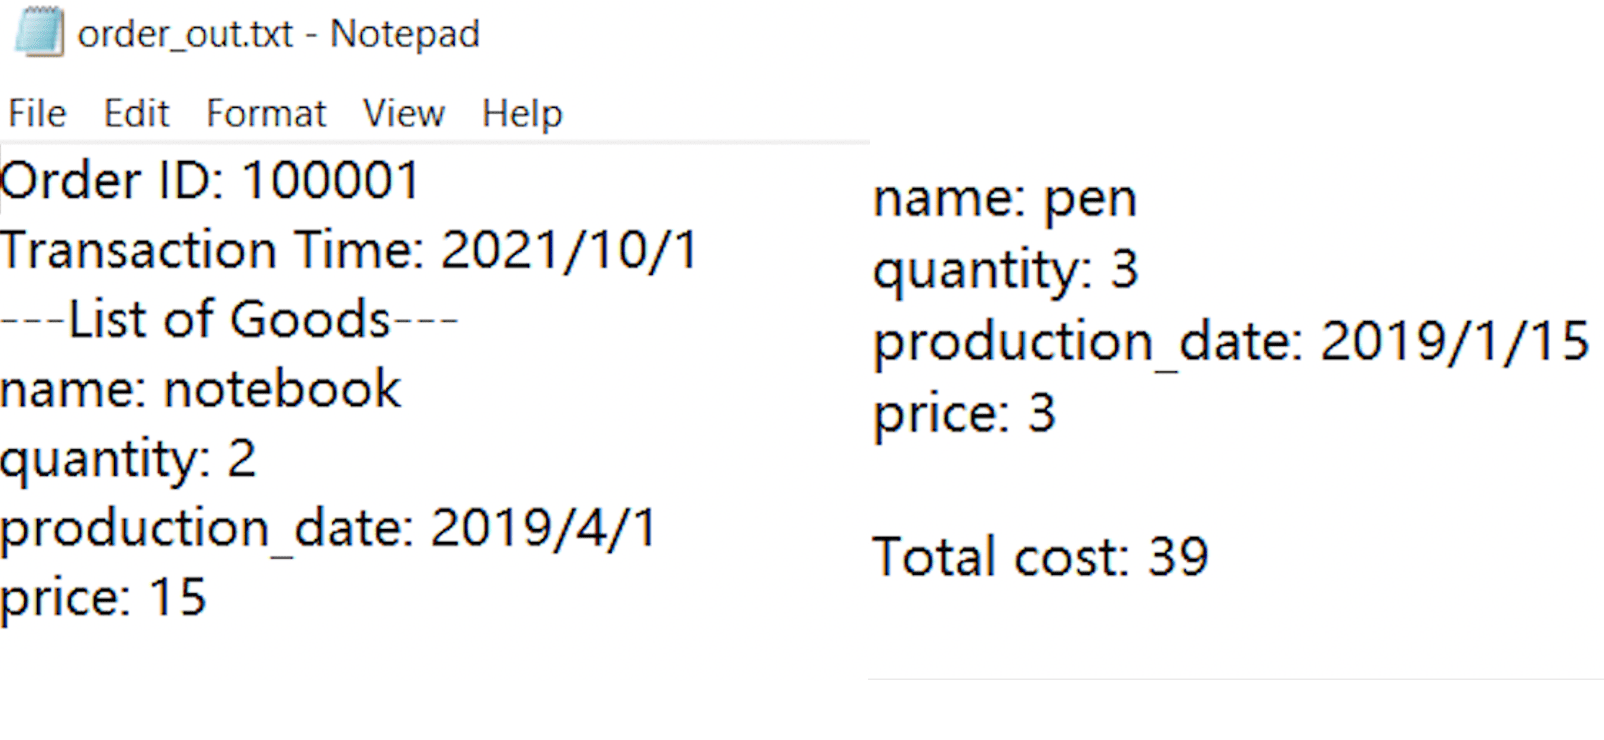 order_out.txt - Notepad
File Edit Format View Help
Order ID: 100001
Transaction Time: 2021/10/1
---List of Goods---
name: notebook
quantity: 2
production_date: 2019/4/1
price: 15
name: pen
quantity: 3
production_date: 2019/1/15
price: 3
Total cost: 39